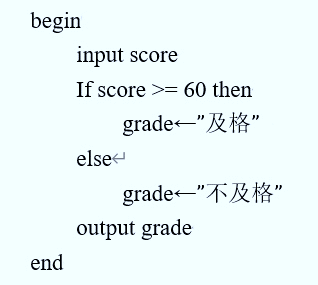 begin
input score
If score >= 60 then
grade←”及格”
else↵
grade←”不及格”
output grade
end